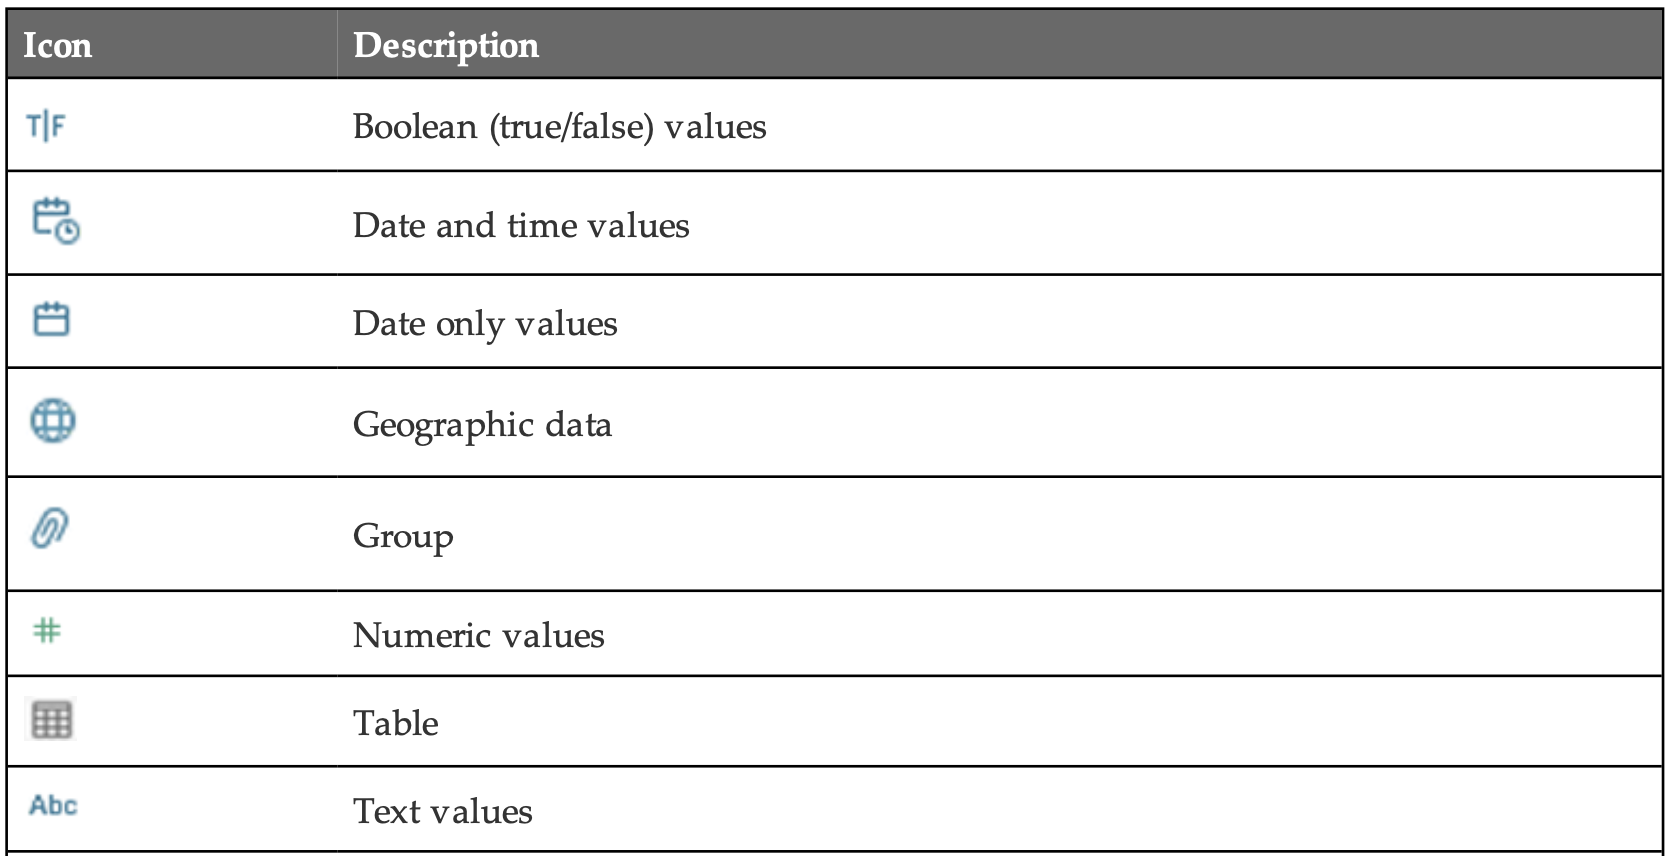 Icon Description
T|F Boolean (true/false) values
Date and time values
Date only values
Geographic data
Group
# Numeric values
Table
Abc Text values